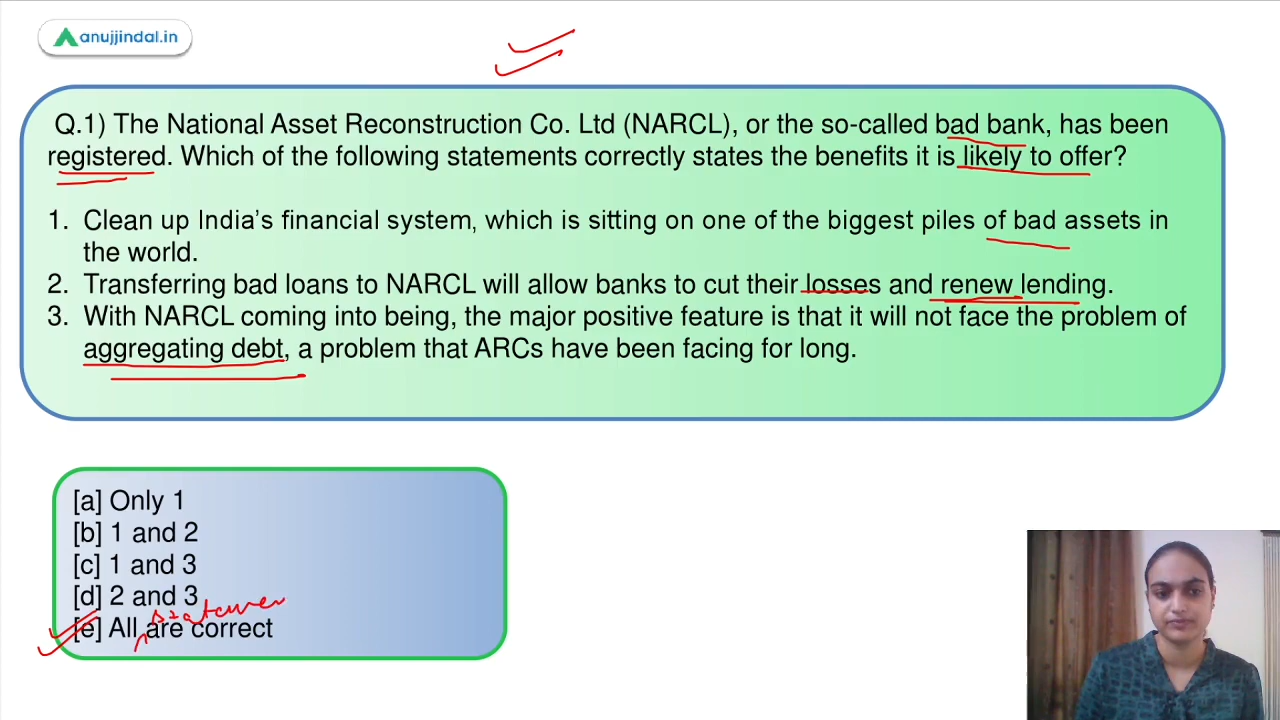 anujjindal.in
Q.1) The National Asset Reconstruction Co. Ltd (NARCL), or the so-called bad bank, has been
registered. Which of the following statements correctly states the benefits it is likely to offer?
1. Clean up India's financial system, which is sitting on one of the biggest piles of bad assets in
the world.
2. Transferring bad loans to NARCL will allow banks to cut their losses and renew lending.
3. With NARCL coming into being, the major positive feature is that it will not face the problem of
aggregating debt, a problem that ARCs have been facing for long.
[a] Only 1
[b] 1 and 2
[c] 1 and 3
[d] 2 and 3
[e] All are correct